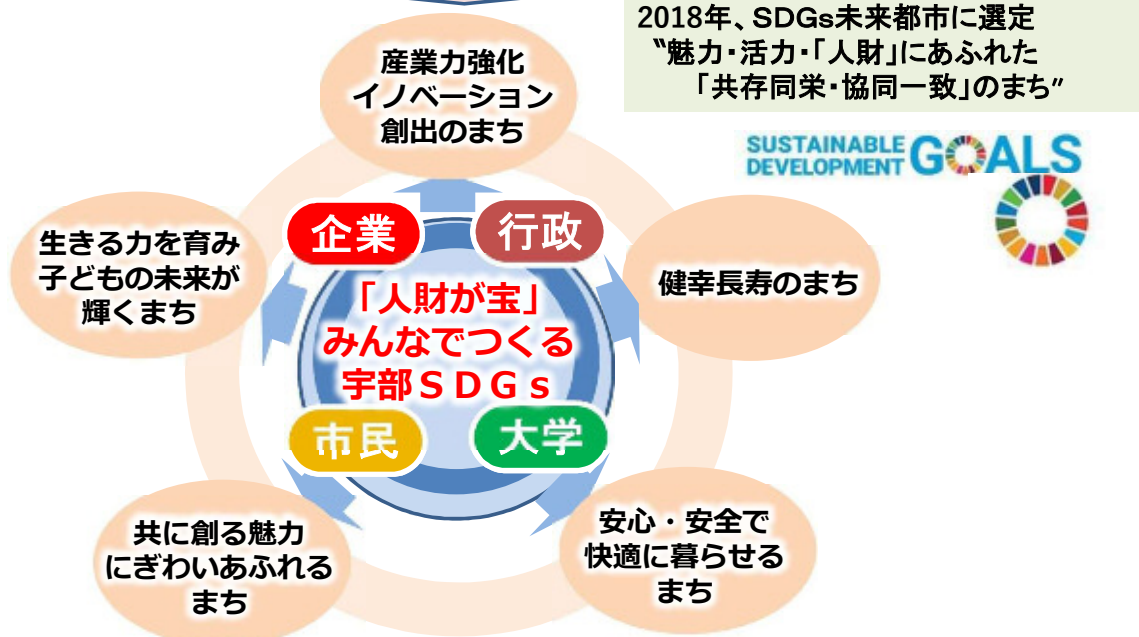 2018年、SDGs未来都市に選定
〝魅力・活力・「人財」にあふれた
「共存同栄・協同一致」のまち〟
SUSTAINABLE
DEVELOPMENT GOALS
産業力強化
イノベーション
創出のまち
生きる力を育み
子どもの未来が
輝くまち
健幸長寿のまち
企業
行政
「人財が宝」
みんなでつくる
宇部SDGs
市民
大学
共に創る魅力
にぎわいあふれる
まち
安心・安全で
快適に暮らせる
まち